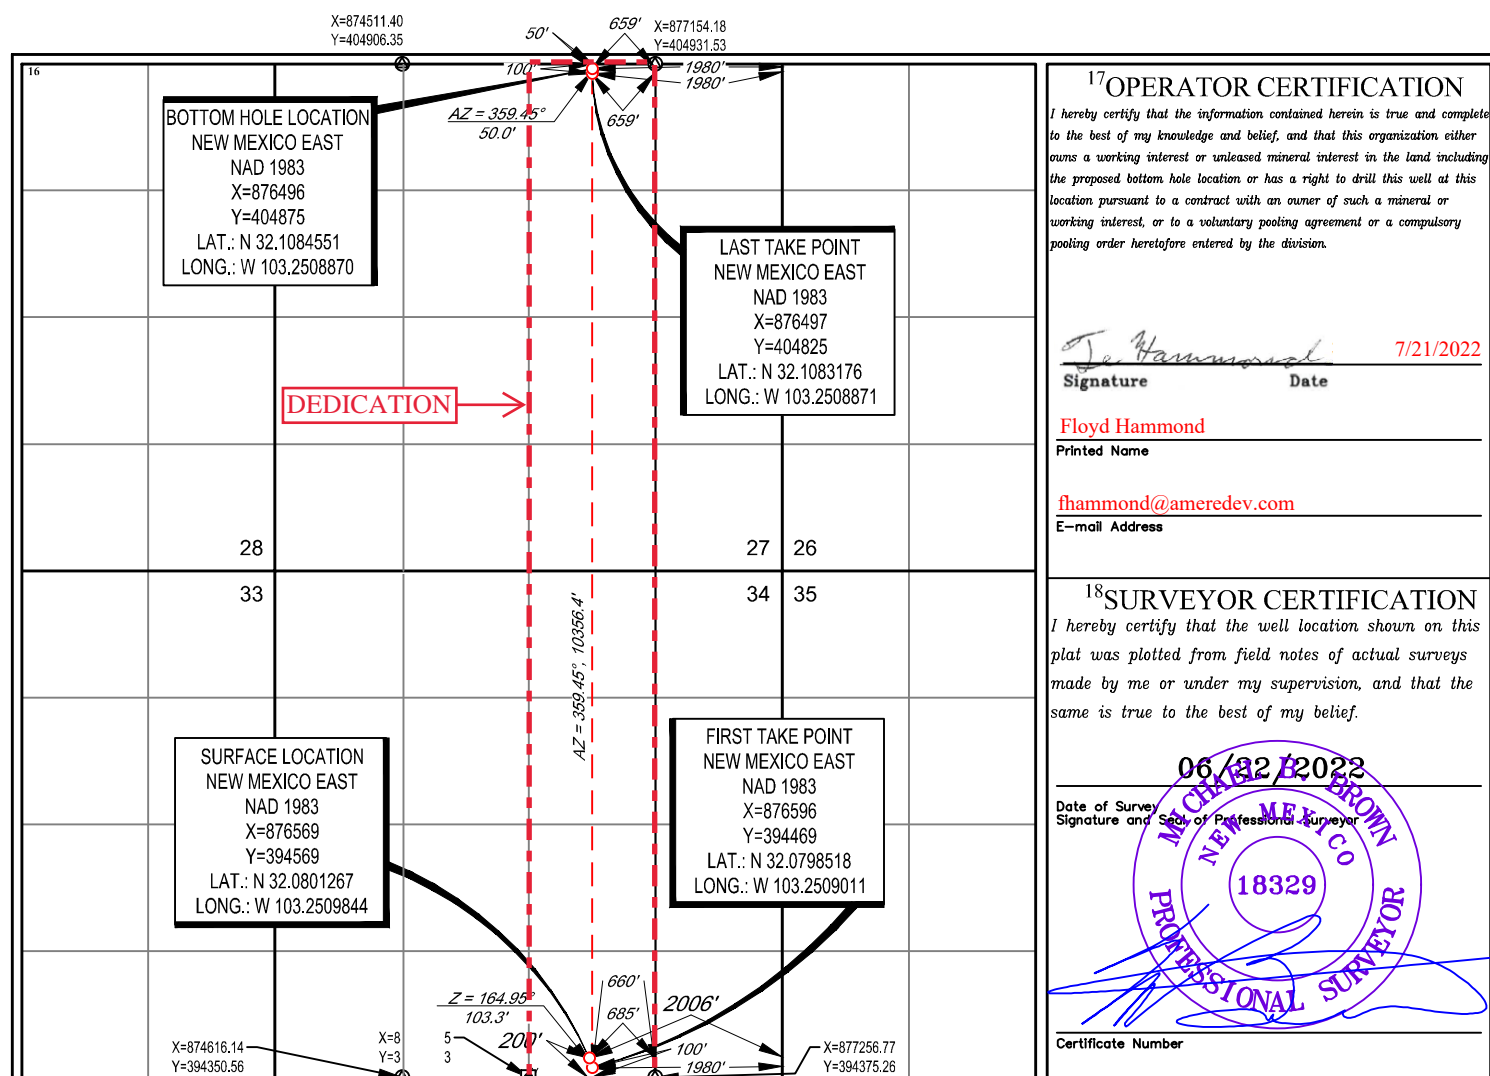 X=874511.40
Y=404906.35
50'
659'
X=877154.18
Y=404931.53
16
100'
1980'
1980'
AZ = 359.45°
50.0'
659'
BOTTOM HOLE LOCATION
NEW MEXICO EAST
NAD 1983
X=876496
Y=404875
LAT.: N 32.1084551
LONG.: W 103.2508870
LAST TAKE POINT
NEW MEXICO EAST
NAD 1983
X=876497
Y=404825
LAT.: N 32.1083176
LONG.: W 103.2508871
DEDICATION
28
27
26
33
34
35
AZ = 359.45°, 10356.4'
SURFACE LOCATION
NEW MEXICO EAST
NAD 1983
X=876569
Y=394569
LAT.: N 32.0801267
LONG.: W 103.2509844
FIRST TAKE POINT
NEW MEXICO EAST
NAD 1983
X=876596
Y=394469
LAT.: N 32.0798518
LONG.: W 103.2509011
Z = 164.95°
103.3'
660'
685'
2006'
200'
100'
1980'
X=874616.14
Y=394350.56
X=8 5
Y=3 3
X=877256.77
Y=394375.26
17OPERATOR CERTIFICATION
I hereby certify that the information contained herein is true and complete
to the best of my knowledge and belief, and that this organization either
owns a working interest or unleased mineral interest in the land including
the proposed bottom hole location or has a right to drill this well at this
location pursuant to a contract with an owner of such a mineral or
working interest, or to a voluntary pooling agreement or a compulsory
pooling order heretofore entered by the division.
Hammond
7/21/2022
Signature Date
Floyd Hammond
Printed Name
fhammond@ameredev.com
E-mail Address
18SURVEYOR CERTIFICATION
I hereby certify that the well location shown on this
plat was plotted from field notes of actual surveys
made by me or under my supervision, and that the
same is true to the best of my belief.
06/22/2022
Date of Survey
Signature and Seal of Professional Surveyor
MICHAEL B. BROWN
NEW MEXICO
18329
PROFESSIONAL SURVEYOR
Certificate Number